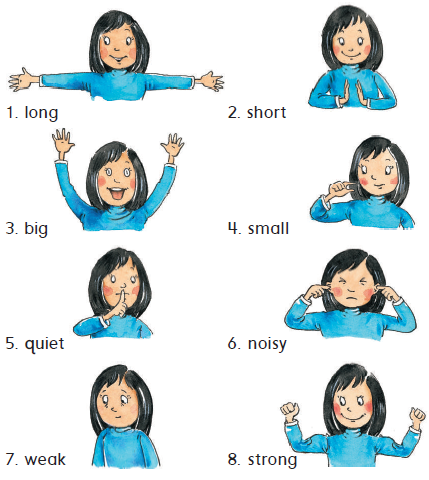 1. long
2. short
3. big
4. small
5. quiet
6. noisy
7. weak
8. strong